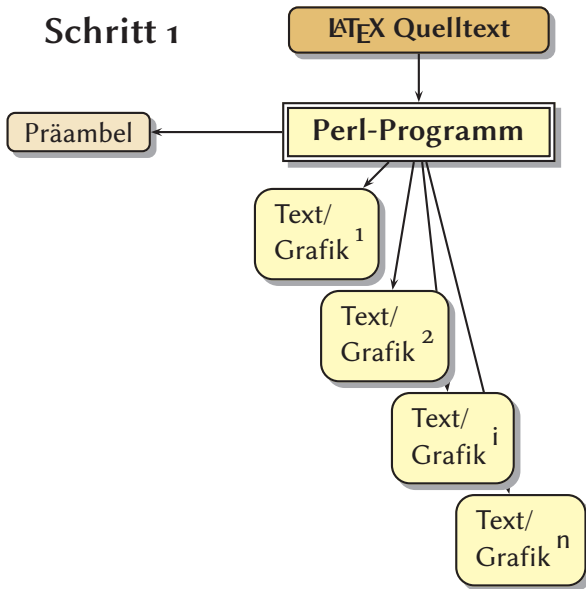 Schritt 1
LATEX Quelltext
Perl-Programm
Präambel
Text/
Grafik 1
Text/
Grafik 2
Text/
Grafik i
Text/
Grafik n